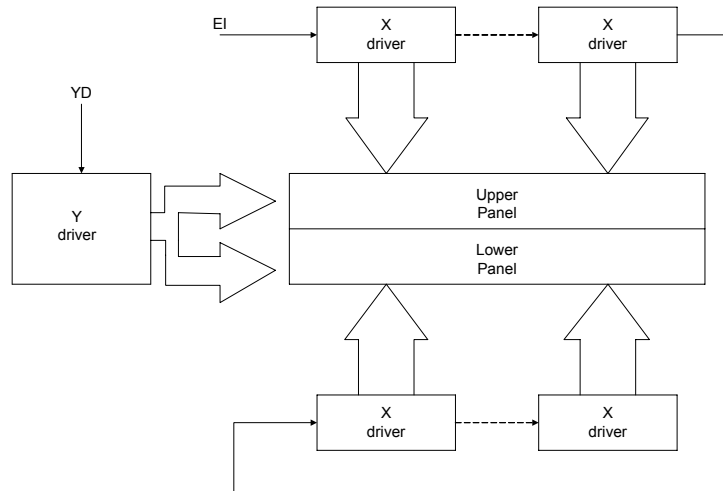 EI
X
driver
X
driver
YD
Y
driver
Upper
Panel
Lower
Panel
X
driver
X
driver